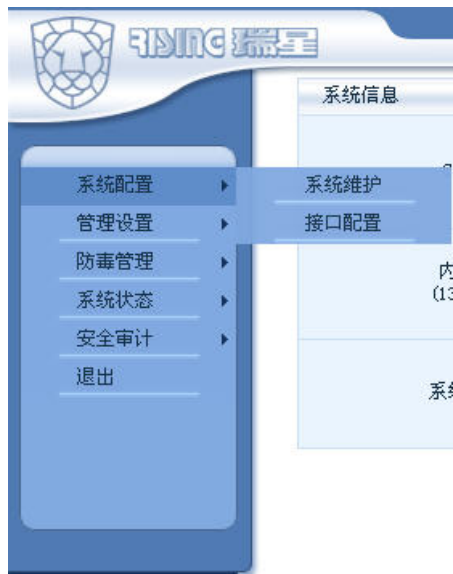 RISING 瑞星
系统信息
系统配置
系统维护
管理设置
接口配置
防毒管理
内
系统状态
(13
安全审计
退出
系统